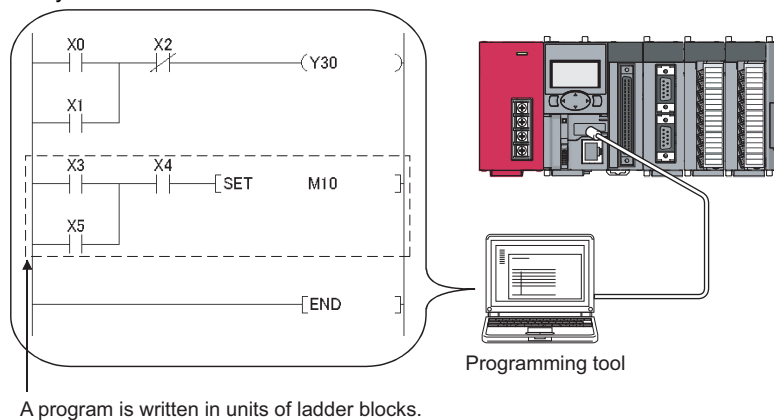 X0 X2
Y30
X1
X3 X4
SET M10
X5
END
Programming tool
A program is written in units of ladder blocks.